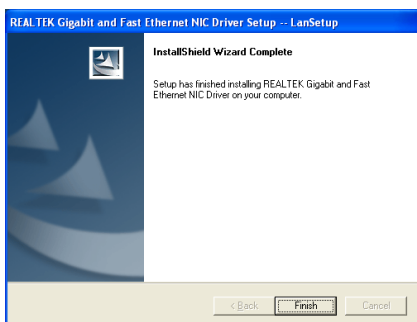 REALTEK Gigabit and Fast Ethernet NIC Driver Setup -- LanSetup
InstallShield Wizard Complete
Setup has finished installing REALTEK Gigabit and Fast
Ethernet NIC Driver on your computer.
< Back Finish Cancel